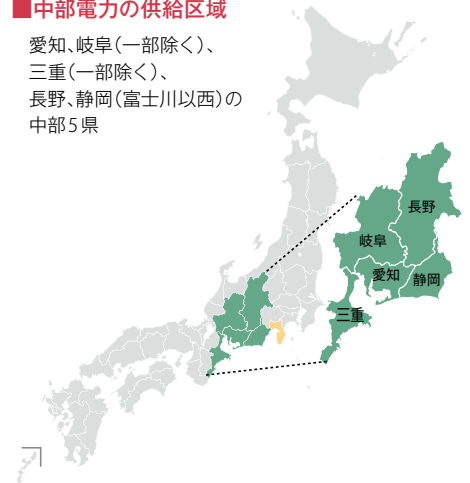 ■中部電力の供給区域
愛知、岐阜（一部除く）、
三重（一部除く）、
長野、静岡（富士川以西）の
中部5県
長野
岐阜
愛知
静岡
三重